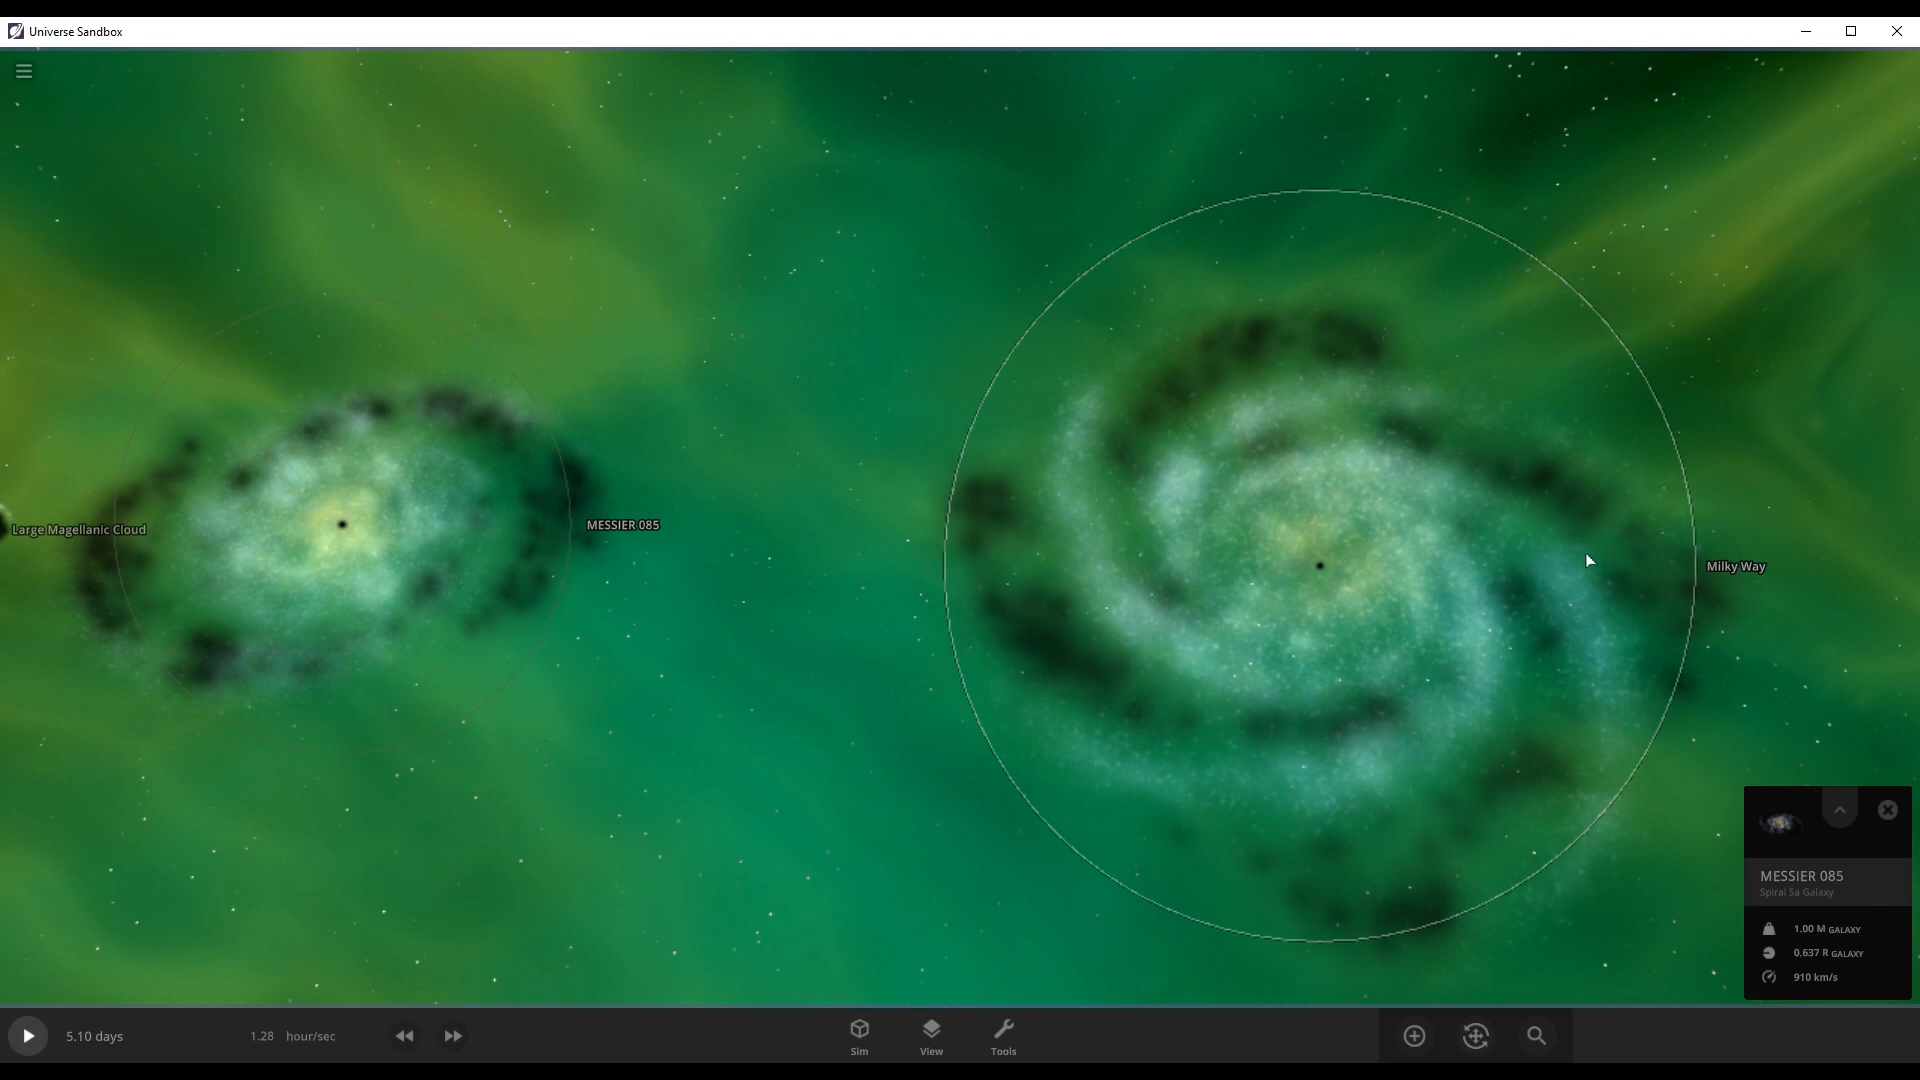 Universe Sandbox
Large Magellanic Cloud
MESSIER 085
Milky Way
MESSIER 085
Spiral Sa Galaxy
1.00 M GALAXY
0.637 R GALAXY
910 km/s
5.10 days
1.28 hour/sec
Sim
View
Tools